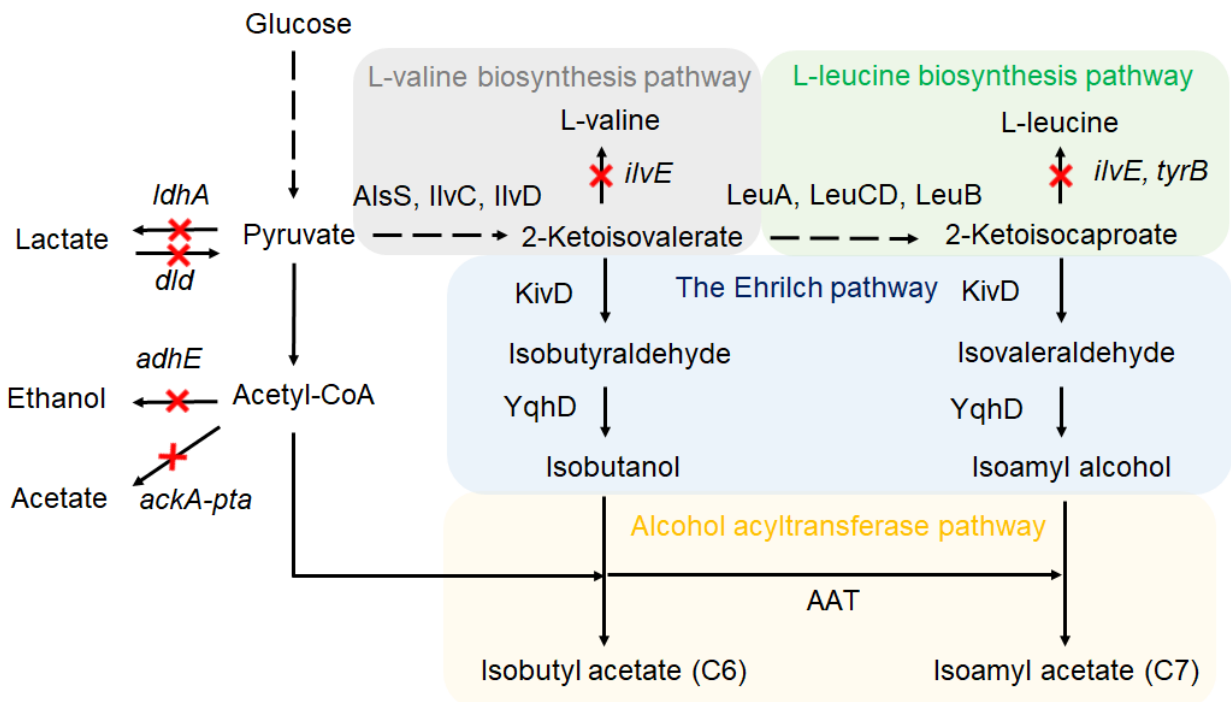 Glucose
L-valine biosynthesis pathway
L-leucine biosynthesis pathway
L-valine
L-leucine
ilvE
ilvE, tyrB
ldhA
AlsS, IlvC, IlvD
LeuA, LeuCD, LeuB
Lactate
Pyruvate
2-Ketoisovalerate
2-Ketoisocaproate
dld
KivD
The Ehrilch pathway
KivD
Isobutyraldehyde
Isovaleraldehyde
adhE
Ethanol
Acetyl-CoA
YqhD
YqhD
Isobutanol
Isoamyl alcohol
Acetate
ackA-pta
Alcohol acyltransferase pathway
AAT
Isobutyl acetate (C6)
Isoamyl acetate (C7)